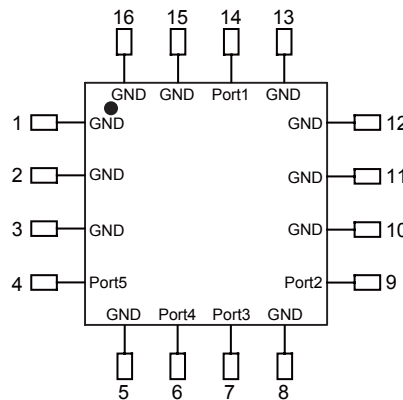 16 15 14 13
GND GND Port1 GND
1 GND GND 12
2 GND GND 11
3 GND GND 10
4 Port5 Port2 9
GND Port4 Port3 GND
5 6 7 8